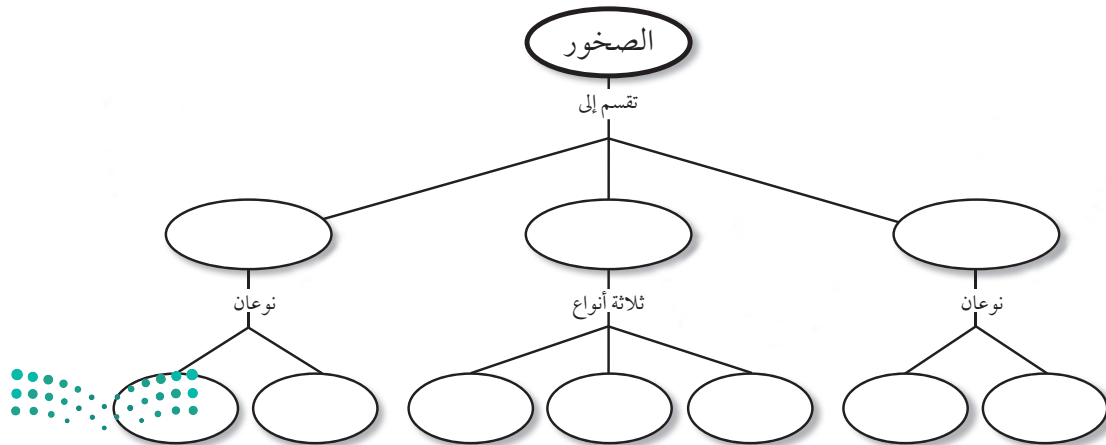 الصخور
تقسم إلى
نوعان
ثلاثة أنواع
نوعان